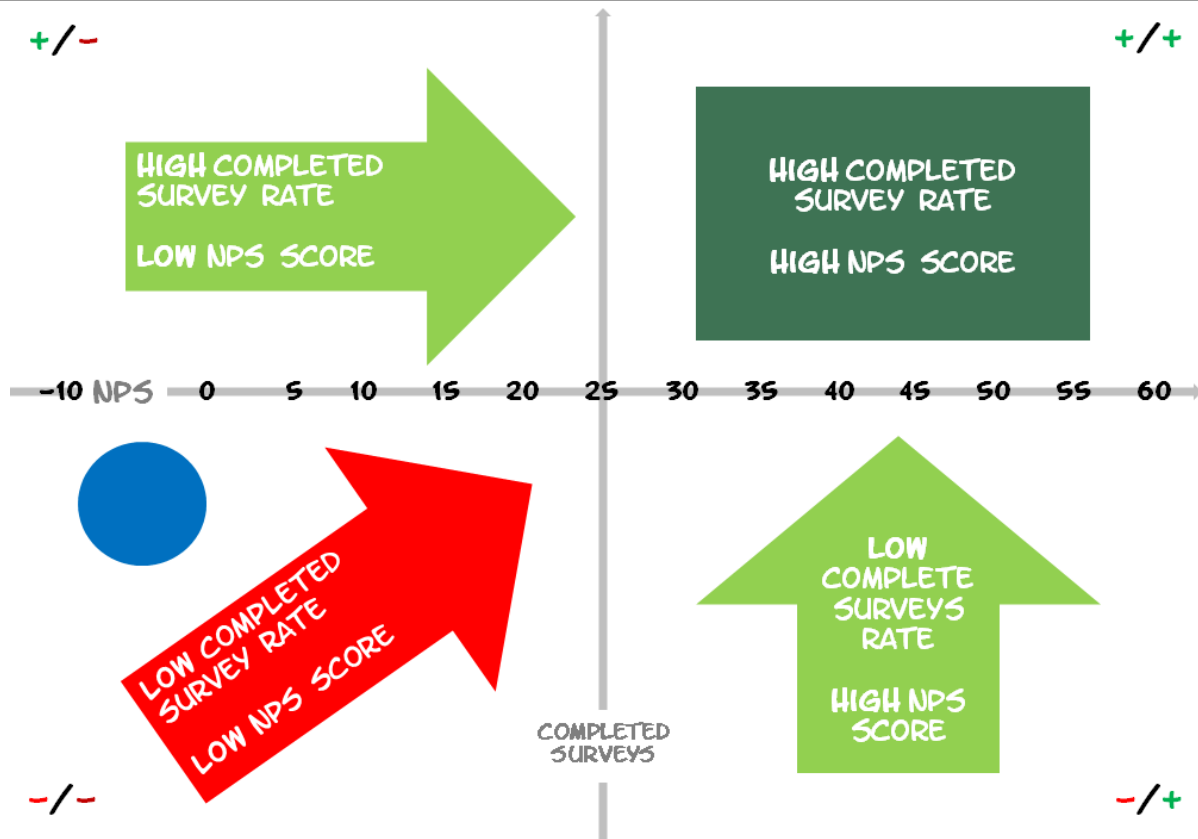 +/-
+/+
HIGH COMPLETED
SURVEY RATE
LOW NPS SCORE
HIGH COMPLETED
SURVEY RATE
HIGH NPS SCORE
-10 NPS 0 5 10 15 20 25 30 35 40 45 50 55 60
LOW COMPLETED
SURVEY RATE
LOW NPS SCORE
LOW
COMPLETE
SURVEYS
RATE
HIGH NPS
SCORE
COMPLETED
SURVEYS
-/-
-/+